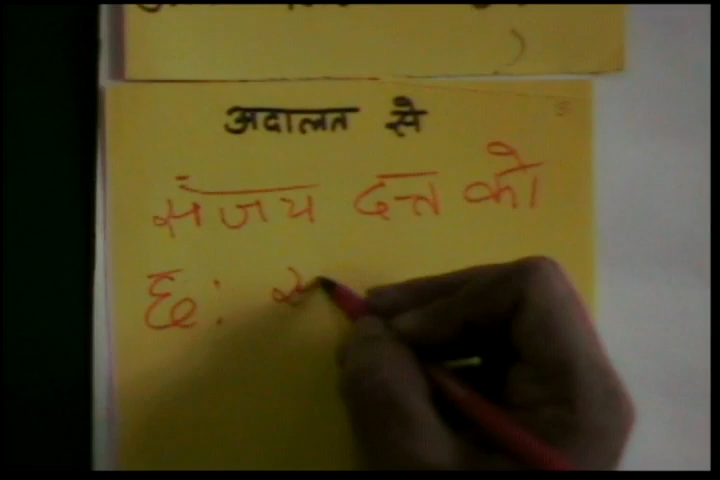 अदालत से
संजय दत्त को
छः स